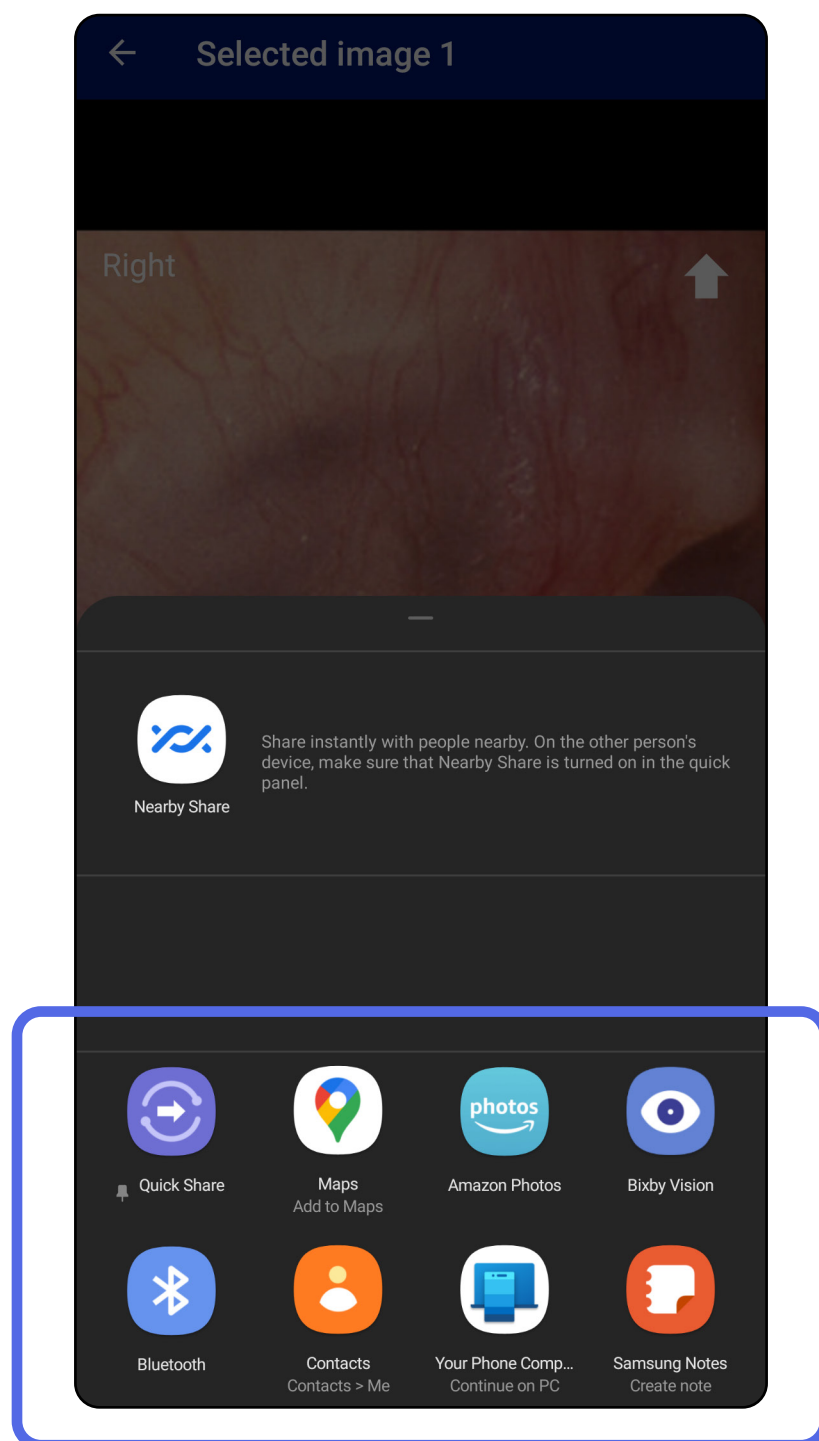 Selected image 1
Right
Share instantly with people nearby. On the other person's
device, make sure that Nearby Share is turned on in the quick
panel.
Nearby Share
photos
Quick Share
Maps
Add to Maps
Amazon Photos
Bixby Vision
Bluetooth
Contacts
Contacts > Me
Your Phone Comp...
Continue on PC
Samsung Notes
Create note